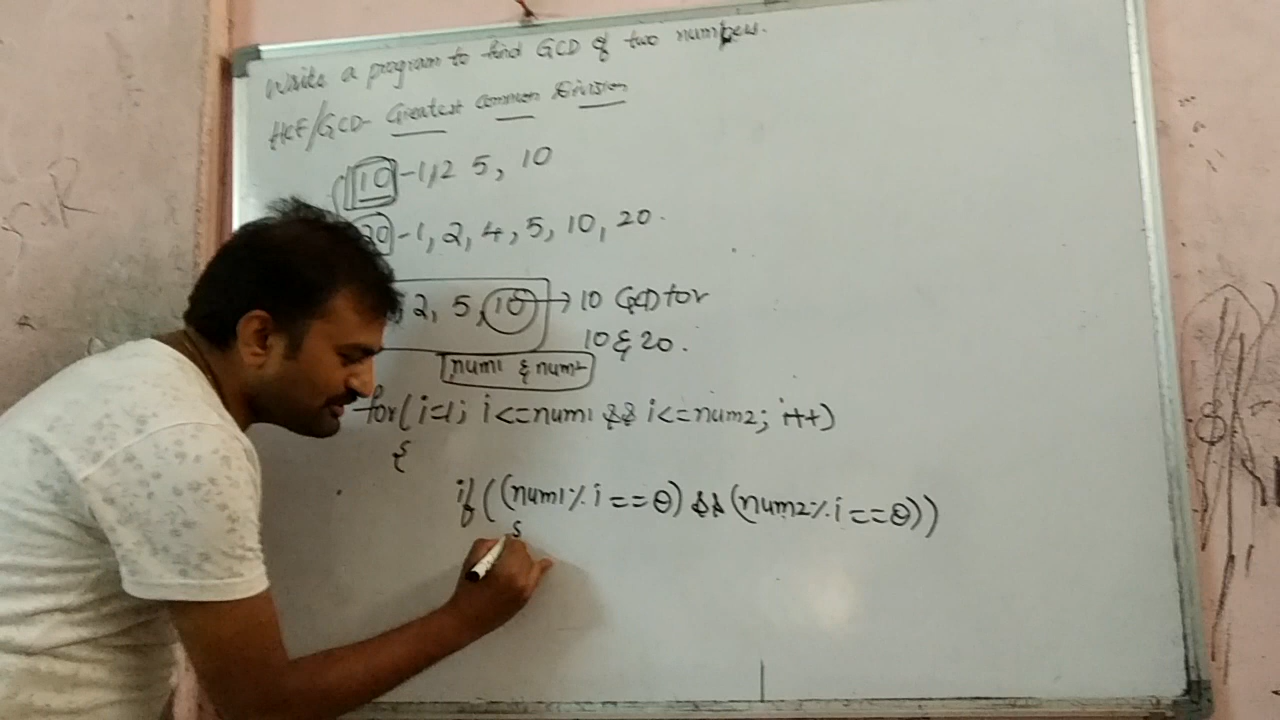 Write a program to find GCD of two numbers.
HCF/GCD- Greatest Common Division
10 - 1, 2 5, 10
20 - 1, 2, 4, 5, 10, 20.
2, 5, 10 → 10 GCD for
10 & 20.
num1 & num2
for(i=1; i<=num1 && i<=num2; i++)
{
if((num1%i==0) && (num2%i==0))
{